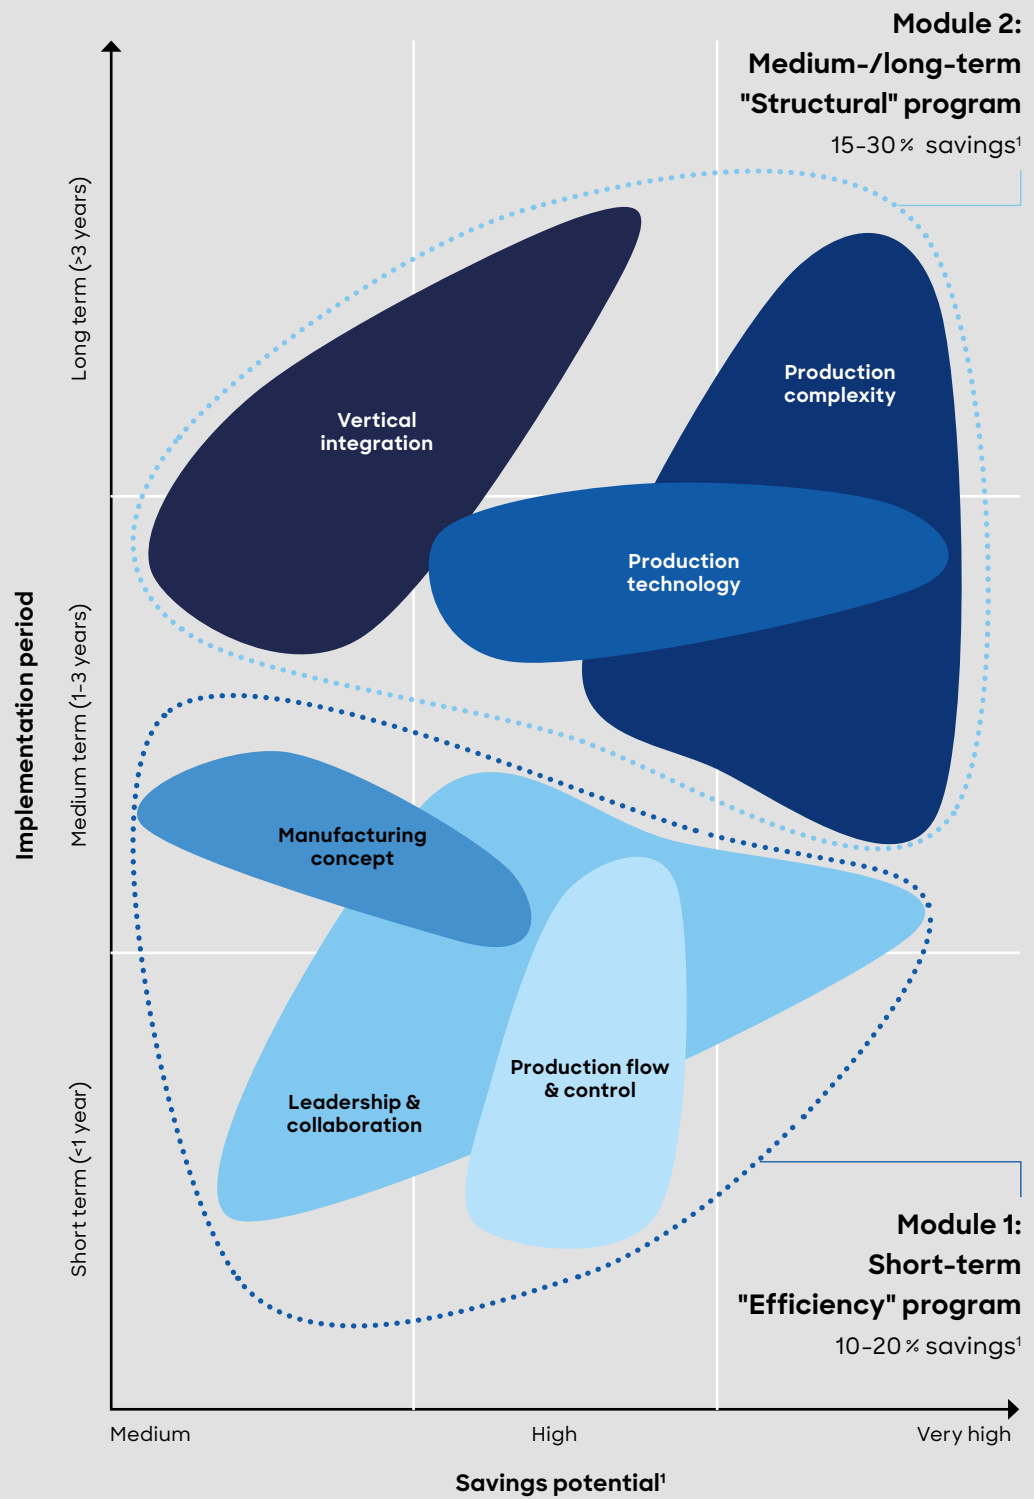 Module 2:
Medium-/long-term
"Structural" program
15-30% savings¹
Long term (>3 years)
Production
complexity
Vertical
integration
Production
technology
Implementation period
Medium term (1-3 years)
Manufacturing
concept
Production flow
& control
Leadership &
collaboration
Short term (<1 year)
Module 1:
Short-term
"Efficiency" program
10-20% savings¹
Medium
High
Very high
Savings potential¹